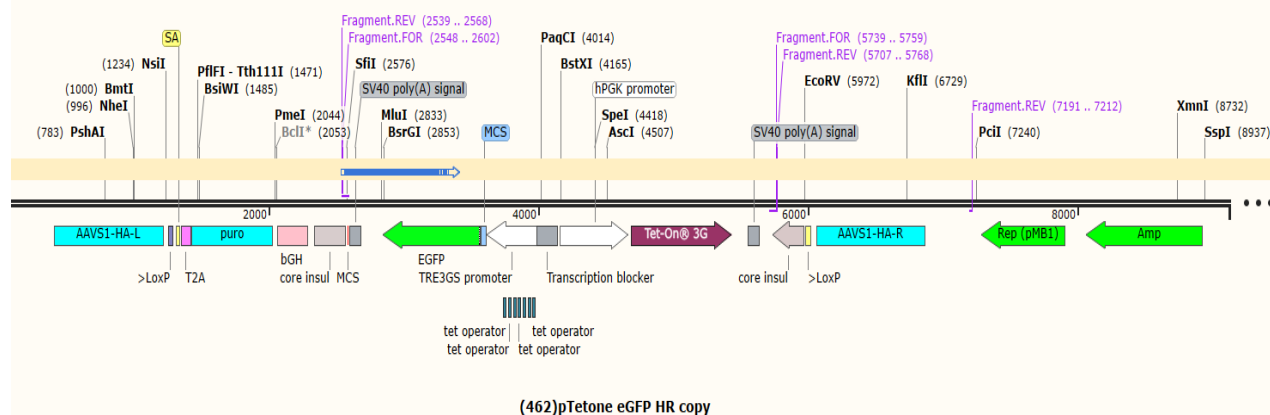 Fragment.REV (2539 .. 2568)
Fragment.FOR (2548 .. 2602)
Fragment.FOR (5739 .. 5759)
Fragment.REV (5707 .. 5768)
SA
PaqCI (4014)
(1234) NsiI
PflFI - Tth111I (1471)
SfiI (2576)
BstXI (4165)
EcoRV (5972)
KflI (6729)
(1000) BmtI
BsiWI (1485)
SV40 poly(A) signal
hPGK promoter
Fragment.REV (7191 .. 7212)
XmnI (8732)
(996) NheI
PmeI (2044)
MluI (2833)
SpeI (4418)
(783) PshAI
BclI* (2053)
BsrGI (2853)
MCS
AscI (4507)
SV40 poly(A) signal
PciI (7240)
SspI (8937)
2000
4000
6000
8000
AAVS1-HA-L
puro
Tet-On® 3G
AAVS1-HA-R
Rep (pMB1)
Amp
bGH
EGFP
>LoxP
T2A
core insul
MCS
TRE3GS promoter
Transcription blocker
core insul
>LoxP
tet operator
tet operator
tet operator
tet operator
(462)pTetone eGFP HR copy